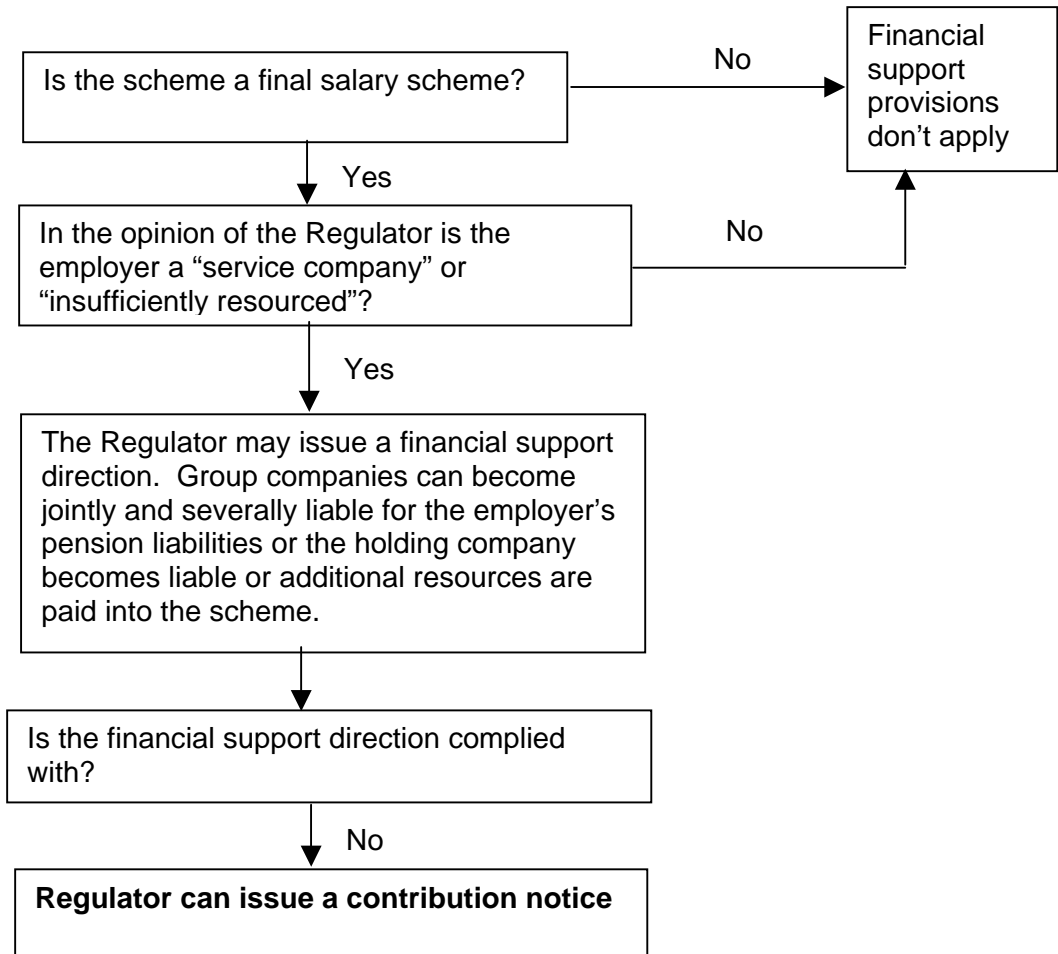 Is the scheme a final salary scheme?
No
Financial
support
provisions
don’t apply
Yes
In the opinion of the Regulator is the
employer a “service company” or
“insufficiently resourced”?
No
Yes
The Regulator may issue a financial support
direction.  Group companies can become
jointly and severally liable for the employer’s
pension liabilities or the holding company
becomes liable or additional resources are
paid into the scheme.
Is the financial support direction complied
with?
No
Regulator can issue a contribution notice